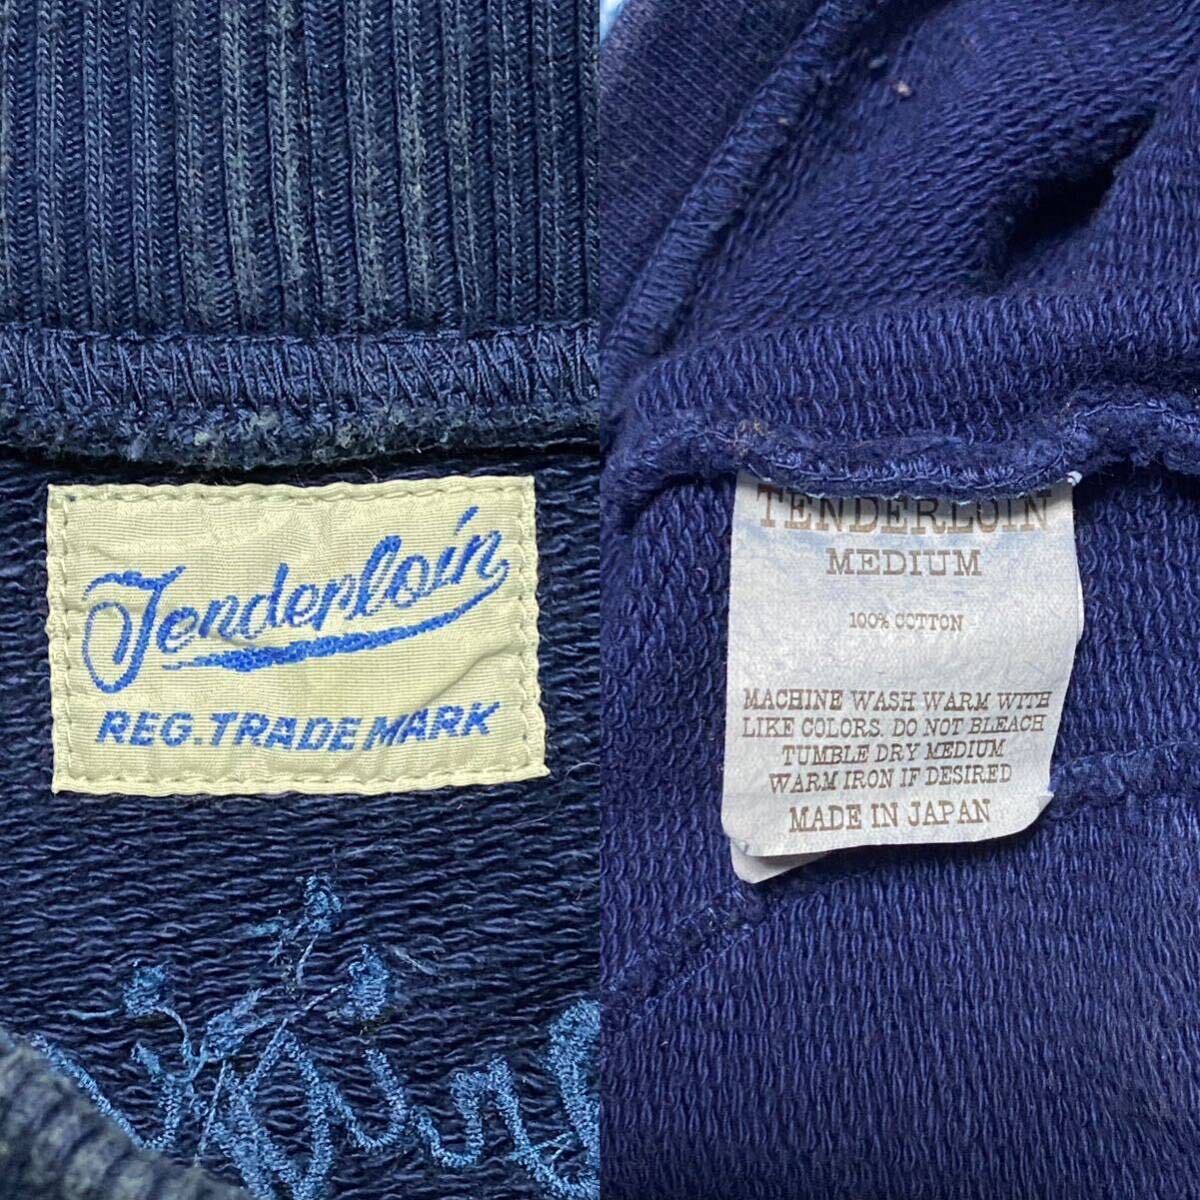 Tenderloin
REG. TRADE MARK
TENDERLOIN
MEDIUM
100% COTTON
MACHINE WASH WARM WITH
LIKE COLORS. DO NOT BLEACH
TUMBLE DRY MEDIUM
WARM IRON IF DESIRED
MADE IN JAPAN